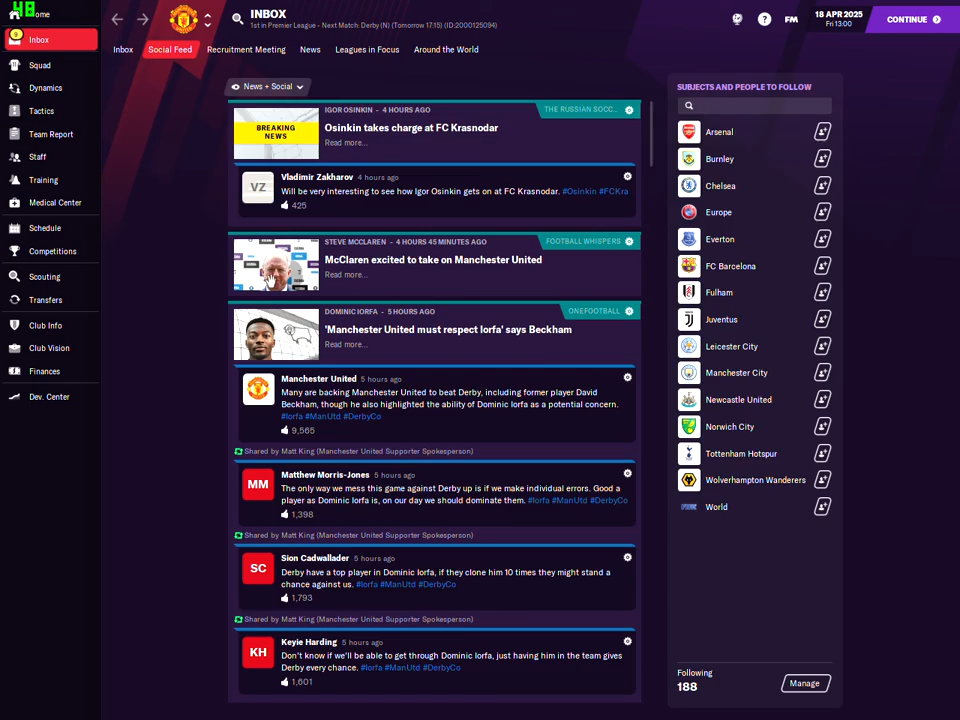 48
ome
INBOX
1st in Premier League - Next Match: Derby (N) (Tomorrow 17:15) (ID:2000125094)
?
FM
18 APR 2025
Fri 13:00
CONTINUE
9
Inbox
Squad
Dynamics
Tactics
Team Report
Staff
Training
Medical Center
Schedule
Competitions
Scouting
Transfers
Club Info
Club Vision
Finances
Dev. Center
Inbox
Social Feed
Recruitment Meeting
News
Leagues in Focus
Around the World
News + Social
BREAKING
NEWS
IGOR OSINKIN - 4 HOURS AGO
THE RUSSIAN SOCC...
Osinkin takes charge at FC Krasnodar
Read more...
VZ
Vladimir Zakharov 4 hours ago
Will be very interesting to see how Igor Osinkin gets on at FC Krasnodar. #Osinkin #FCKra
425
STEVE MCCLAREN - 4 HOURS 45 MINUTES AGO
FOOTBALL WHISPERS
McClaren excited to take on Manchester United
Read more...
DOMINIC IORFA - 5 HOURS AGO
ONEFOOTBALL
'Manchester United must respect Iorfa' says Beckham
Read more...
Manchester United 5 hours ago
Many are backing Manchester United to beat Derby, including former player David
Beckham, though he also highlighted the ability of Dominic Iorfa as a potential concern.
#Iorfa #ManUtd #DerbyCo
9,565
Shared by Matt King (Manchester United Supporter Spokesperson)
MM
Matthew Morris-Jones 5 hours ago
The only way we mess this game against Derby up is if we make individual errors. Good a
player as Dominic Iorfa is, on our day we should dominate them. #Iorfa #ManUtd #DerbyCo
1,398
Shared by Matt King (Manchester United Supporter Spokesperson)
SC
Sion Cadwallader 5 hours ago
Derby have a top player in Dominic Iorfa, if they clone him 10 times they might stand a
chance against us. #Iorfa #ManUtd #DerbyCo
1,793
Shared by Matt King (Manchester United Supporter Spokesperson)
KH
Keyie Harding 5 hours ago
Don't know if we'll be able to get through Dominic Iorfa, just having him in the team gives
Derby every chance. #Iorfa #ManUtd #DerbyCo
1,601
SUBJECTS AND PEOPLE TO FOLLOW
Arsenal
Burnley
Chelsea
Europe
Everton
FC Barcelona
Fulham
Juventus
Leicester City
Manchester City
Newcastle United
Norwich City
Tottenham Hotspur
Wolverhampton Wanderers
World
Following
188
Manage